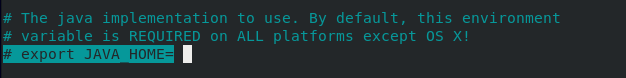 # The java implementation to use. By default, this environment
# variable is REQUIRED on ALL platforms except OS X!
# export JAVA_HOME=